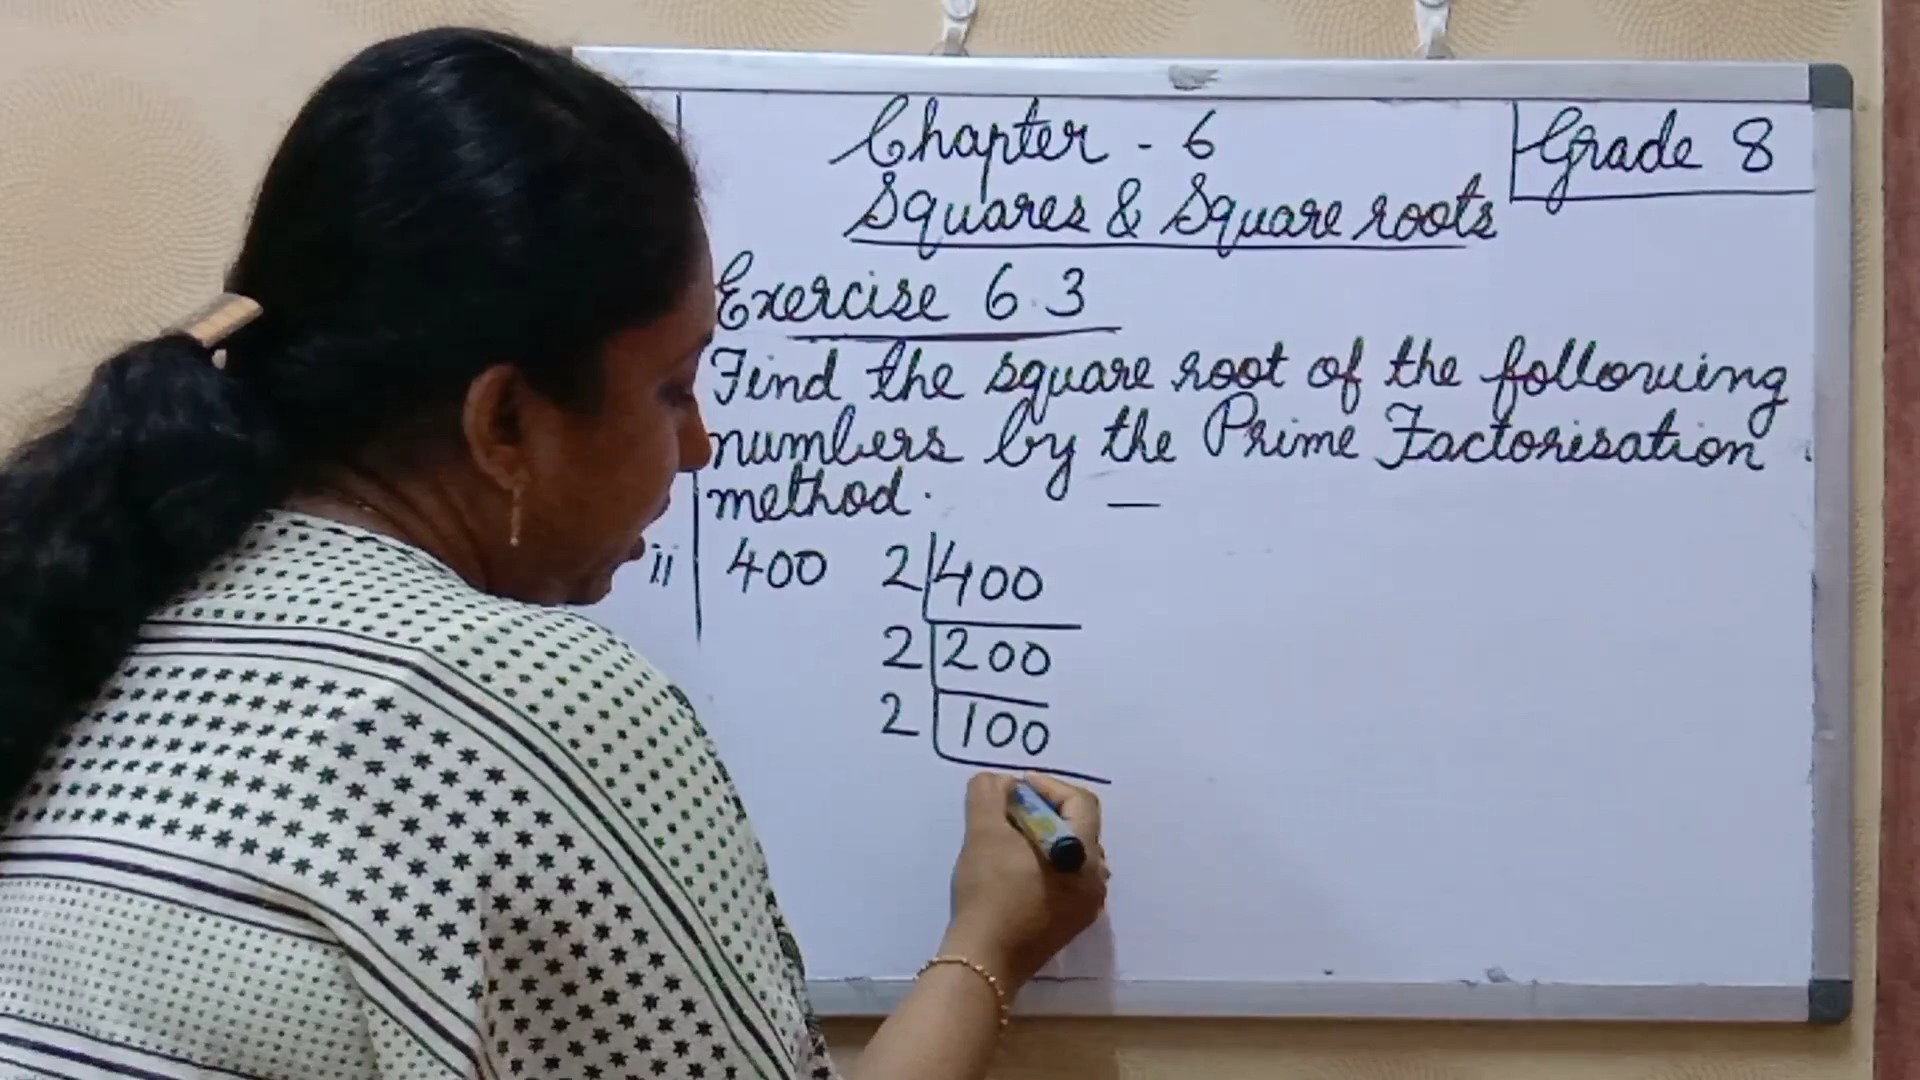 Chapter - 6
Grade 8
Squares & Square roots
Exercise 6.3
Find the square root of the following
numbers by the Prime Factorisation
method.
ii 400 2 400
2 200
2 100